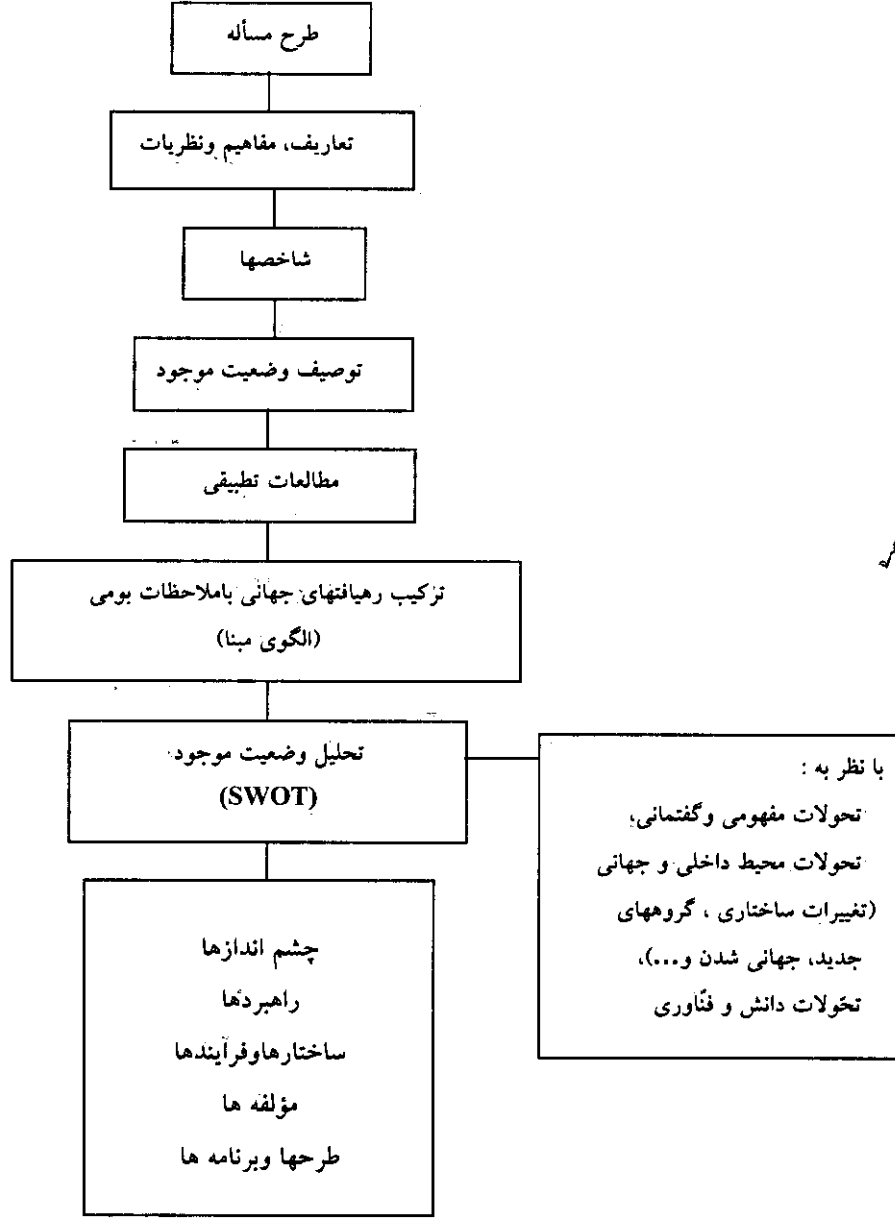 طرح مسأله
تعاریف، مفاهیم ونظریات
شاخصها
توصیف وضعیت موجود
مطالعات تطبیقی
ترکیب رهیافتهای جهانی باملاحظات بومی
(الگوی مبنا)
تحلیل وضعیت موجود
(SWOT)
با نظر به :
تحولات مفهومی وگفتمانی،
تحولات محیط داخلی و جهانی
(تغییرات ساختاری ، گروههای
جدید، جهانی شدن و...)،
تحّولات دانش و فنّاوری
چشم اندازها
راهبردها
ساختارهاوفرآیندها
مؤلفه ها
طرحها وبرنامه ها